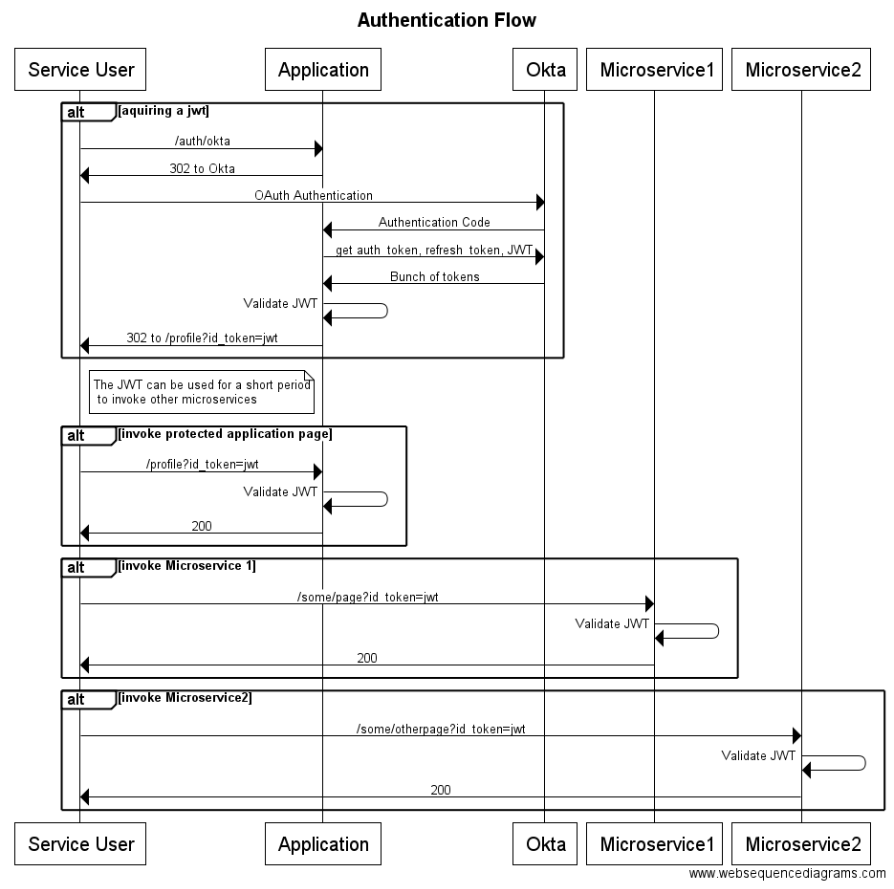 Authentication Flow
Service User
Application
Okta
Microservice1
Microservice2
alt
[aquiring a jwt]
/auth/okta
302 to Okta
OAuth Authentication
Authentication Code
get auth_token, refresh_token, JWT
Bunch of tokens
Validate JWT
302 to /profile?id_token=jwt
The JWT can be used for a short period
to invoke other microservices
alt
[invoke protected application page]
/profile?id_token=jwt
Validate JWT
200
alt
[invoke Microservice 1]
/some/page?id_token=jwt
Validate JWT
200
alt
[invoke Microservice2]
/some/otherpage?id_token=jwt
Validate JWT
200
Service User
Application
Okta
Microservice1
Microservice2
www.websequencediagrams.com